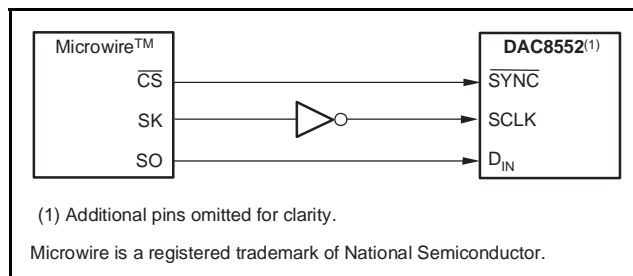 Microwire™ DAC8552(1)
CS SYNC
SK SCLK
SO DIN
(1) Additional pins omitted for clarity.
Microwire is a registered trademark of National Semiconductor.